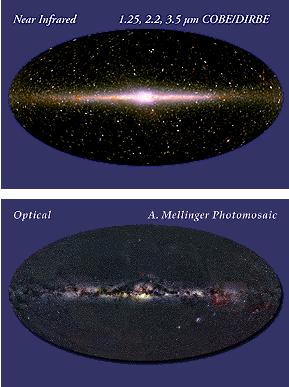 Near Infrared 1.25, 2.2, 3.5 µm COBE/DIRBE
Optical A. Mellinger Photomosaic